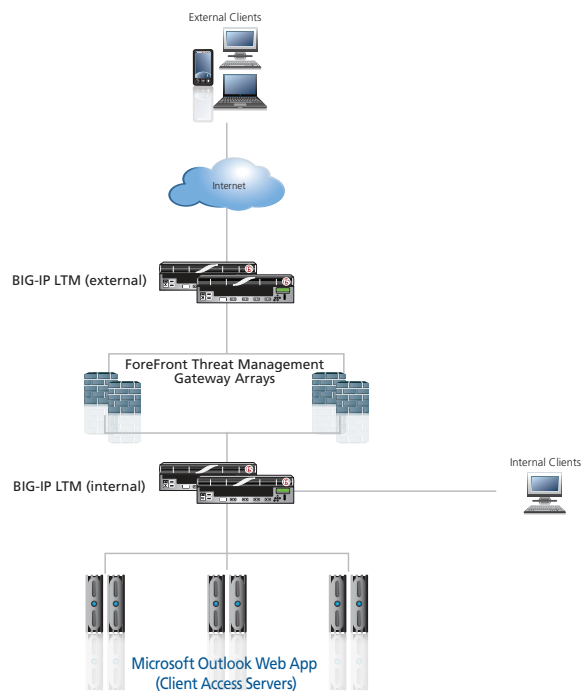 External Clients
Internet
BIG-IP LTM (external)
ForeFront Threat Management
Gateway Arrays
BIG-IP LTM (internal)
Internal Clients
Microsoft Outlook Web App
(Client Access Servers)